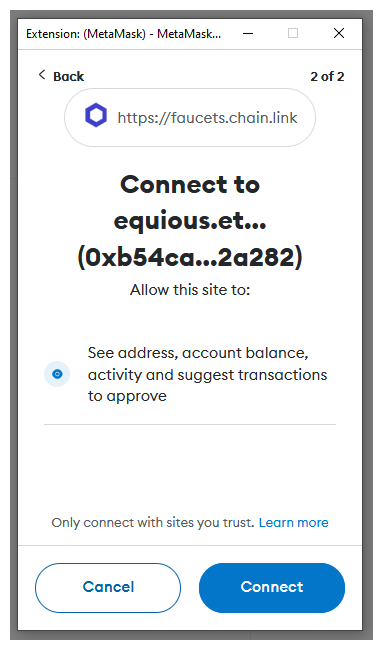 Extension: (MetaMask) - MetaMask...
Back
2 of 2
https://faucets.chain.link
Connect to
equious.et...
(0xb54ca...2a282)
Allow this site to:
See address, account balance,
activity and suggest transactions
to approve
Only connect with sites you trust. Learn more
Cancel
Connect